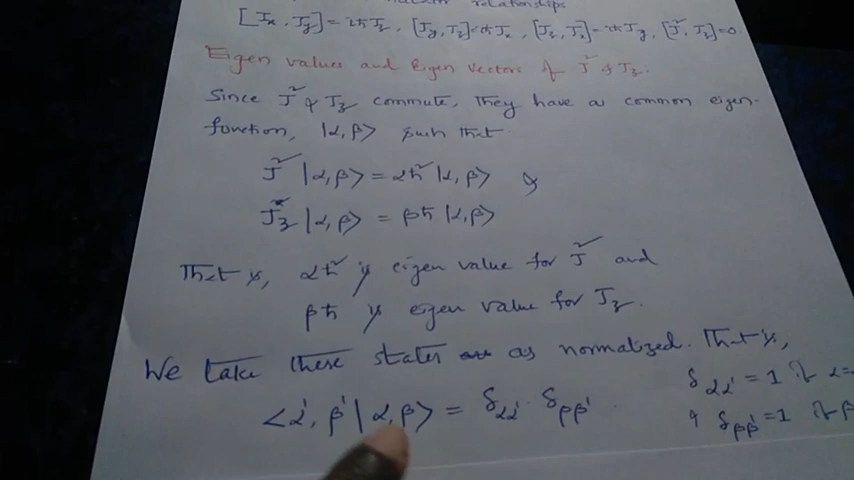 relationships
[Jx, Jy] = iħJz, [Jy, Jz] = iħJx, [Jz, Jx] = iħJy, [J², Jz] = 0
Eigen values and Eigen vectors of J² & Jz.
Since J² & Jz commute, They have a common eigen-
function, |α, β> such that
J² |α, β> = αħ² |α, β> &
Jz |α, β> = βħ |α, β>
That is, αħ² is eigen value for J² and
βħ is eigen value for Jz.
We take these states as normalized. That is,
<α', β' | α, β> = δαα' δββ'
δαα' = 1 if α=
& δββ' = 1 if β